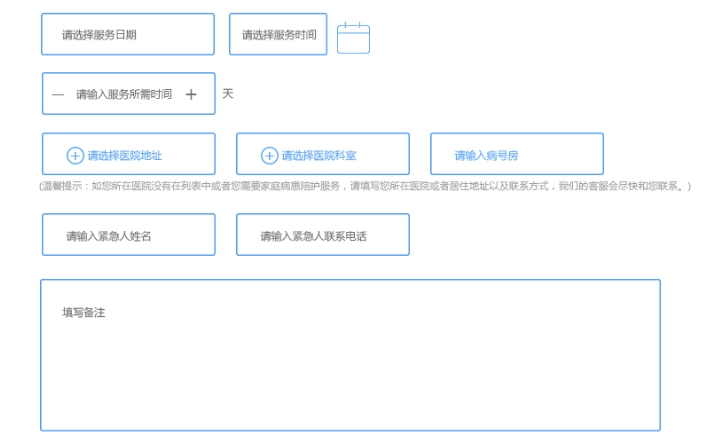 请选择服务日期 请选择服务时间
— 请输入服务所需时间 + 天
请选择医院地址 请选择医院科室 请输入病号房
(温馨提示：如您所在医院没有在列表中或者您需要家庭病患陪护服务，请填写您所在医院或者居住地址以及联系方式，我们的客服会尽快和您联系。)
请输入紧急人姓名 请输入紧急人联系电话
填写备注